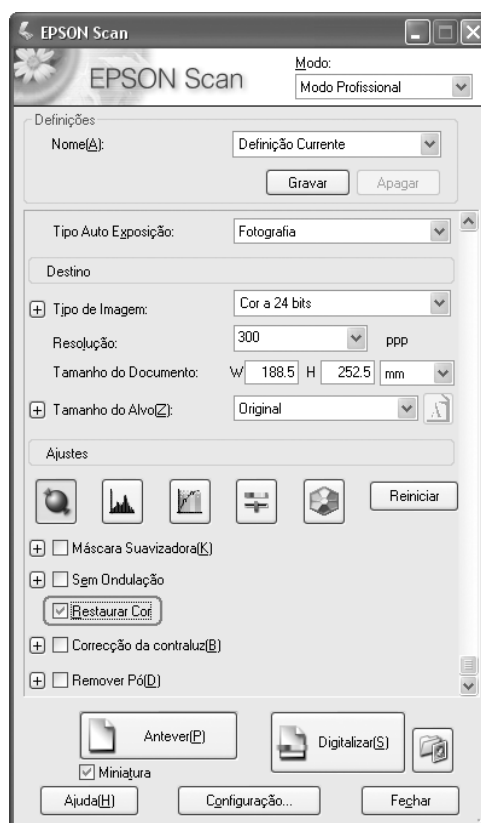 EPSON Scan
EPSON Scan
Modo:
Modo Profissional
Definições
Nome(A): Definição Currente
Gravar Apagar
Tipo Auto Exposição: Fotografia
Destino
Tipo de Imagem: Cor a 24 bits
Resolução: 300 ppp
Tamanho do Documento: W 188.5 H 252.5 mm
Tamanho do Alvo(Z): Original
Ajustes
Reiniciar
Máscara Suavizadora(K)
Sem Ondulação
Restaurar Cor
Correcção da contraluz(B)
Remover Pó(D)
Antever(P) Digitalizar(S)
Miniatura
Ajuda(H) Configuração... Fechar